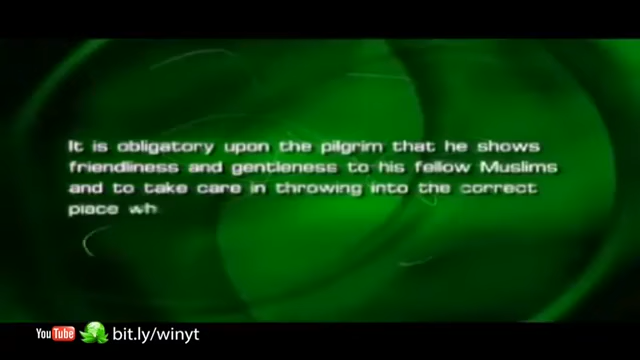 It is obligatory upon the pilgrim that he shows
friendliness and gentleness to his fellow Muslims
and to take care in throwing into the correct
place wh
YouTube bit.ly/winyt